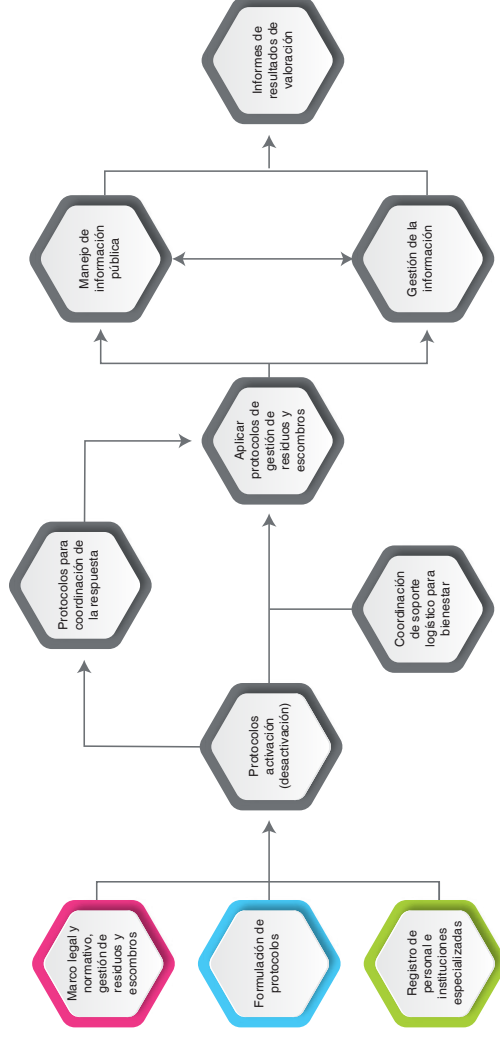 Marco legal y
normativo,
gestión de
residuos y
escombros
Formulación de
protocolos
Registro de
personal e
instituciones
especializadas
Protocolos
activación
(desactivación)
Protocolos para
coordinación de
la respuesta
Coordinación
de soporte
logístico para
bienestar
Aplicar
protocolos de
gestión de
residuos y
escombros
Manejo de
información
pública
Gestión de la
información
Informes de
resultados de
valoración